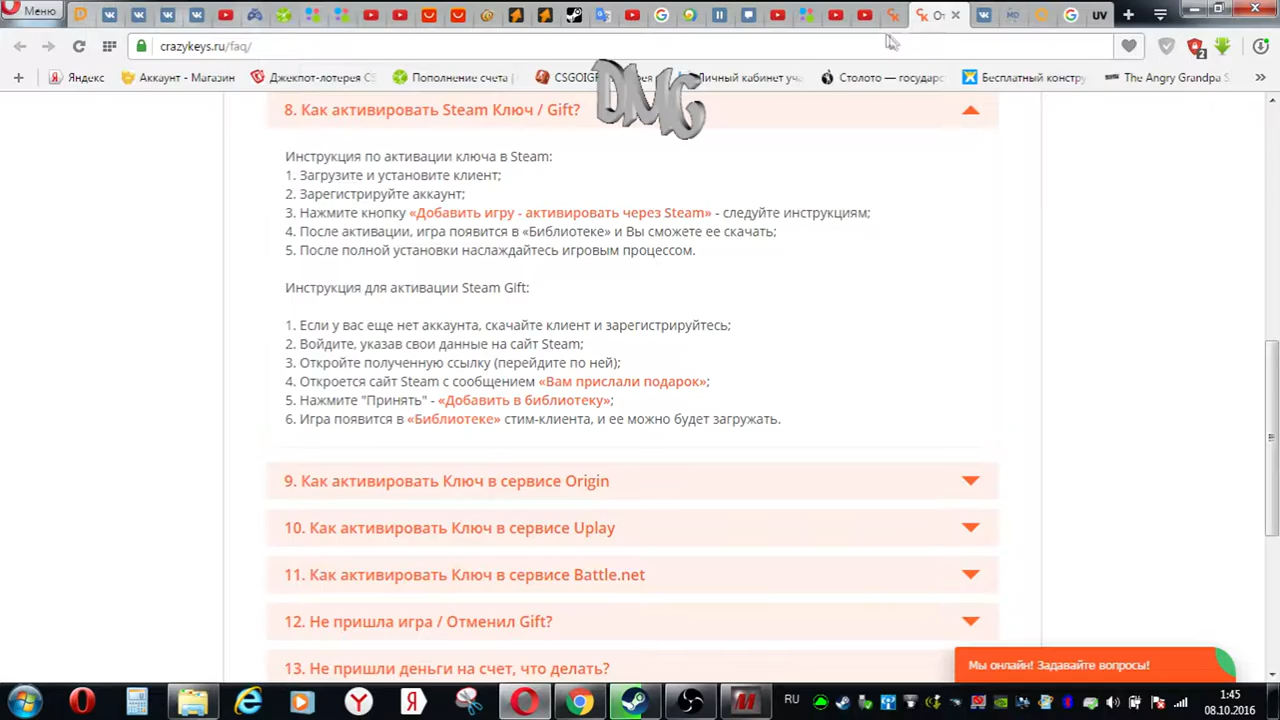 Меню
UV
crazykeys.ru/faq/
2
Яндекс
Аккаунт - Магазин
Джекпот-лотерея CS
Пополнение счета |
Личный кабинет уча
Столото — государс
Бесплатный констру
The Angry Grandpa S
DMG
8. Как активировать Steam Ключ / Gift?
Инструкция по активации ключа в Steam:
1. Загрузите и установите клиент;
2. Зарегистрируйте аккаунт;
3. Нажмите кнопку «Добавить игру - активировать через Steam» - следуйте инструкциям;
4. После активации, игра появится в «Библиотеке» и Вы сможете ее скачать;
5. После полной установки наслаждайтесь игровым процессом.
Инструкция для активации Steam Gift:
1. Если у вас еще нет аккаунта, скачайте клиент и зарегистрируйтесь;
2. Войдите, указав свои данные на сайт Steam;
3. Откройте полученную ссылку (перейдите по ней);
4. Откроется сайт Steam с сообщением «Вам прислали подарок»;
5. Нажмите "Принять" - «Добавить в библиотеку»;
6. Игра появится в «Библиотеке» стим-клиента, и ее можно будет загружать.
9. Как активировать Ключ в сервисе Origin
10. Как активировать Ключ в сервисе Uplay
11. Как активировать Ключ в сервисе Battle.net
12. Не пришла игра / Отменил Gift?
13. Не пришли деньги на счет, что делать?
Мы онлайн! Задавайте вопросы!
RU
1:45
08.10.2016